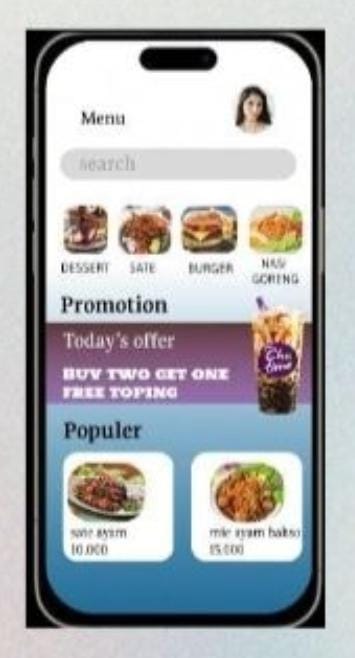 Menu
search
DESSERT
SATE
BURGER
NASI
GORENG
Promotion
Today's offer
BUY TWO GET ONE
FREE TOPING
Cha
time
Populer
sate ayam
10.000
mie ayam bakso
15.000